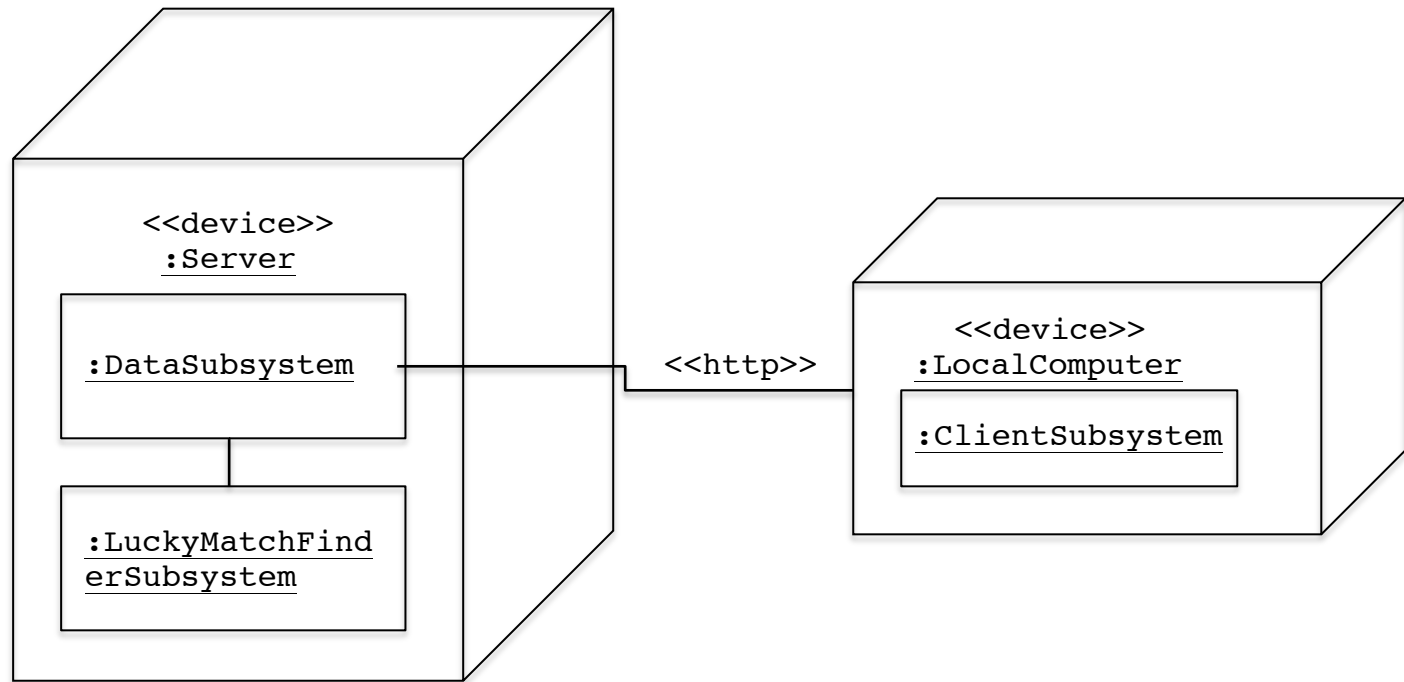 <<device>>
:Server
:DataSubsystem
:LuckyMatchFind
erSubsystem
<<http>>
<<device>>
:LocalComputer
:ClientSubsystem